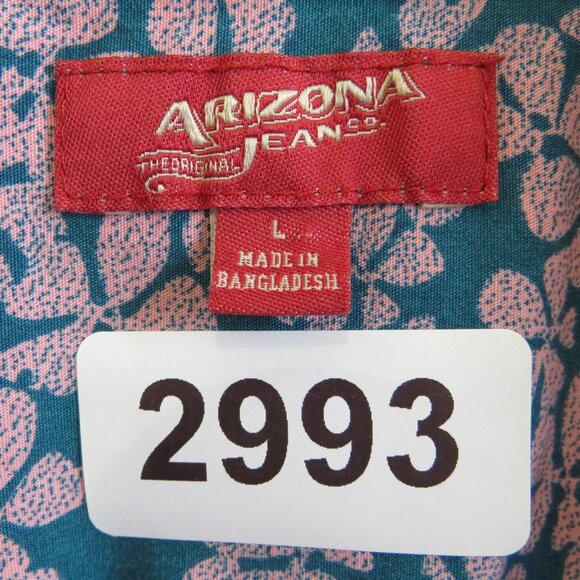 ARIZONA
THE ORIGINAL JEAN CO.
L
MADE IN
BANGLADESH
2993